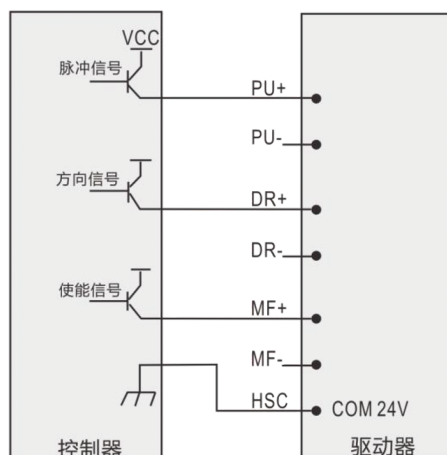 VCC
脉冲信号
PU+
PU-
方向信号
DR+
DR-
使能信号
MF+
MF-
HSC
COM 24V
控制器
驱动器